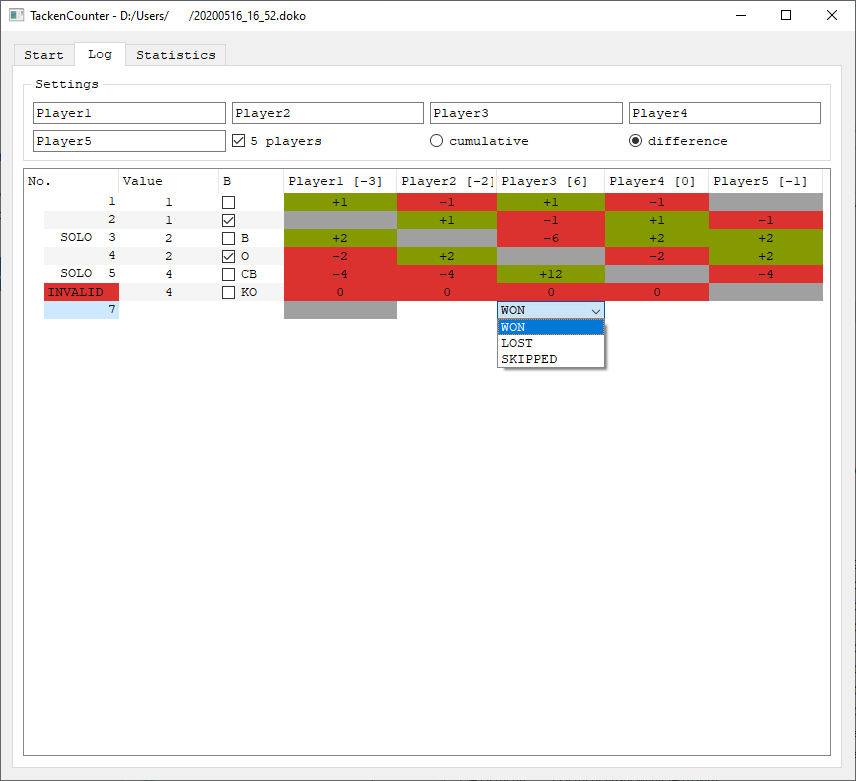 TackenCounter - D:/Users/ /20200516_16_52.doko
Start Log Statistics
Settings
Player1 Player2 Player3 Player4
Player5 5 players cumulative difference
No. Value B Player1 [-3] Player2 [-2] Player3 [6] Player4 [0] Player5 [-1]
1 1 +1 -1 +1 -1
2 1 +1 -1 +1 -1
SOLO 3 2 B +2 -6 +2 +2
4 2 O -2 +2 -2 +2
SOLO 5 4 CB -4 -4 +12 -4
INVALID 4 KO 0 0 0 0
7 WON
WON
LOST
SKIPPED